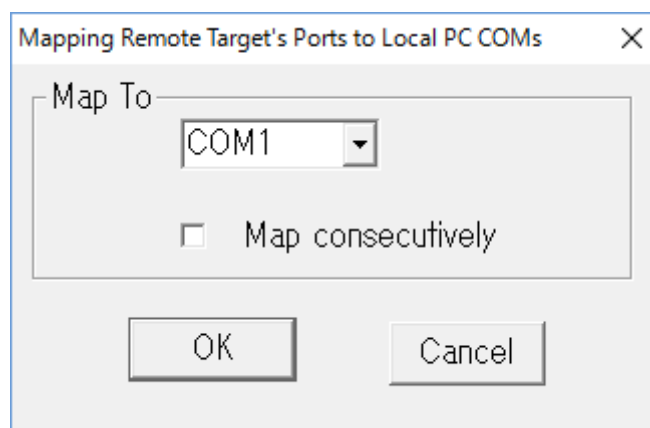 Mapping Remote Target's Ports to Local PC COMs
Map To
COM1
Map consecutively
OK
Cancel